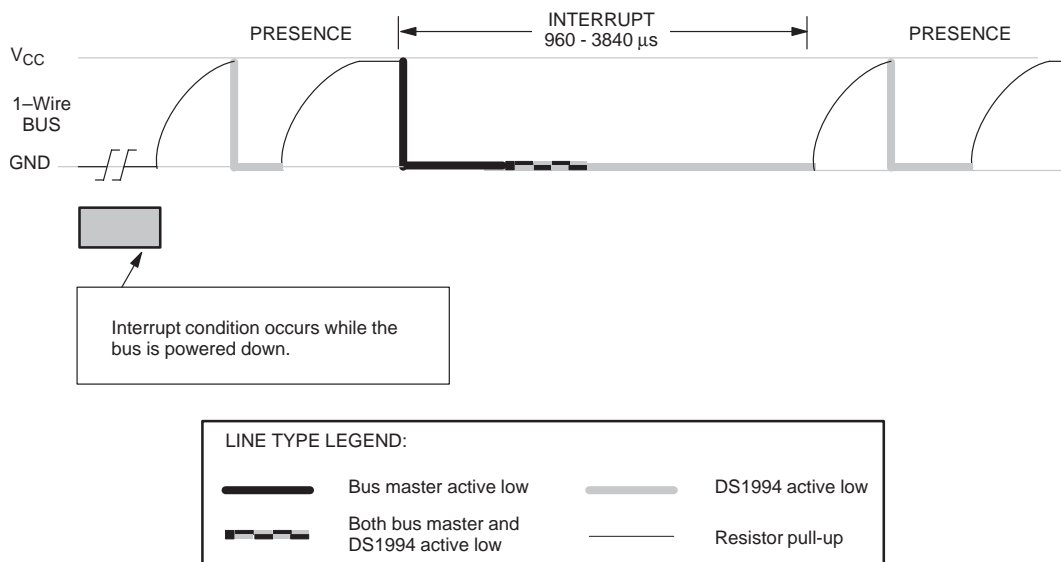 PRESENCE
INTERRUPT
960 - 3840 μs
PRESENCE
VCC
1–Wire
BUS
GND
Interrupt condition occurs while the
bus is powered down.
LINE TYPE LEGEND:
Bus master active low
DS1994 active low
Both bus master and
DS1994 active low
Resistor pull-up